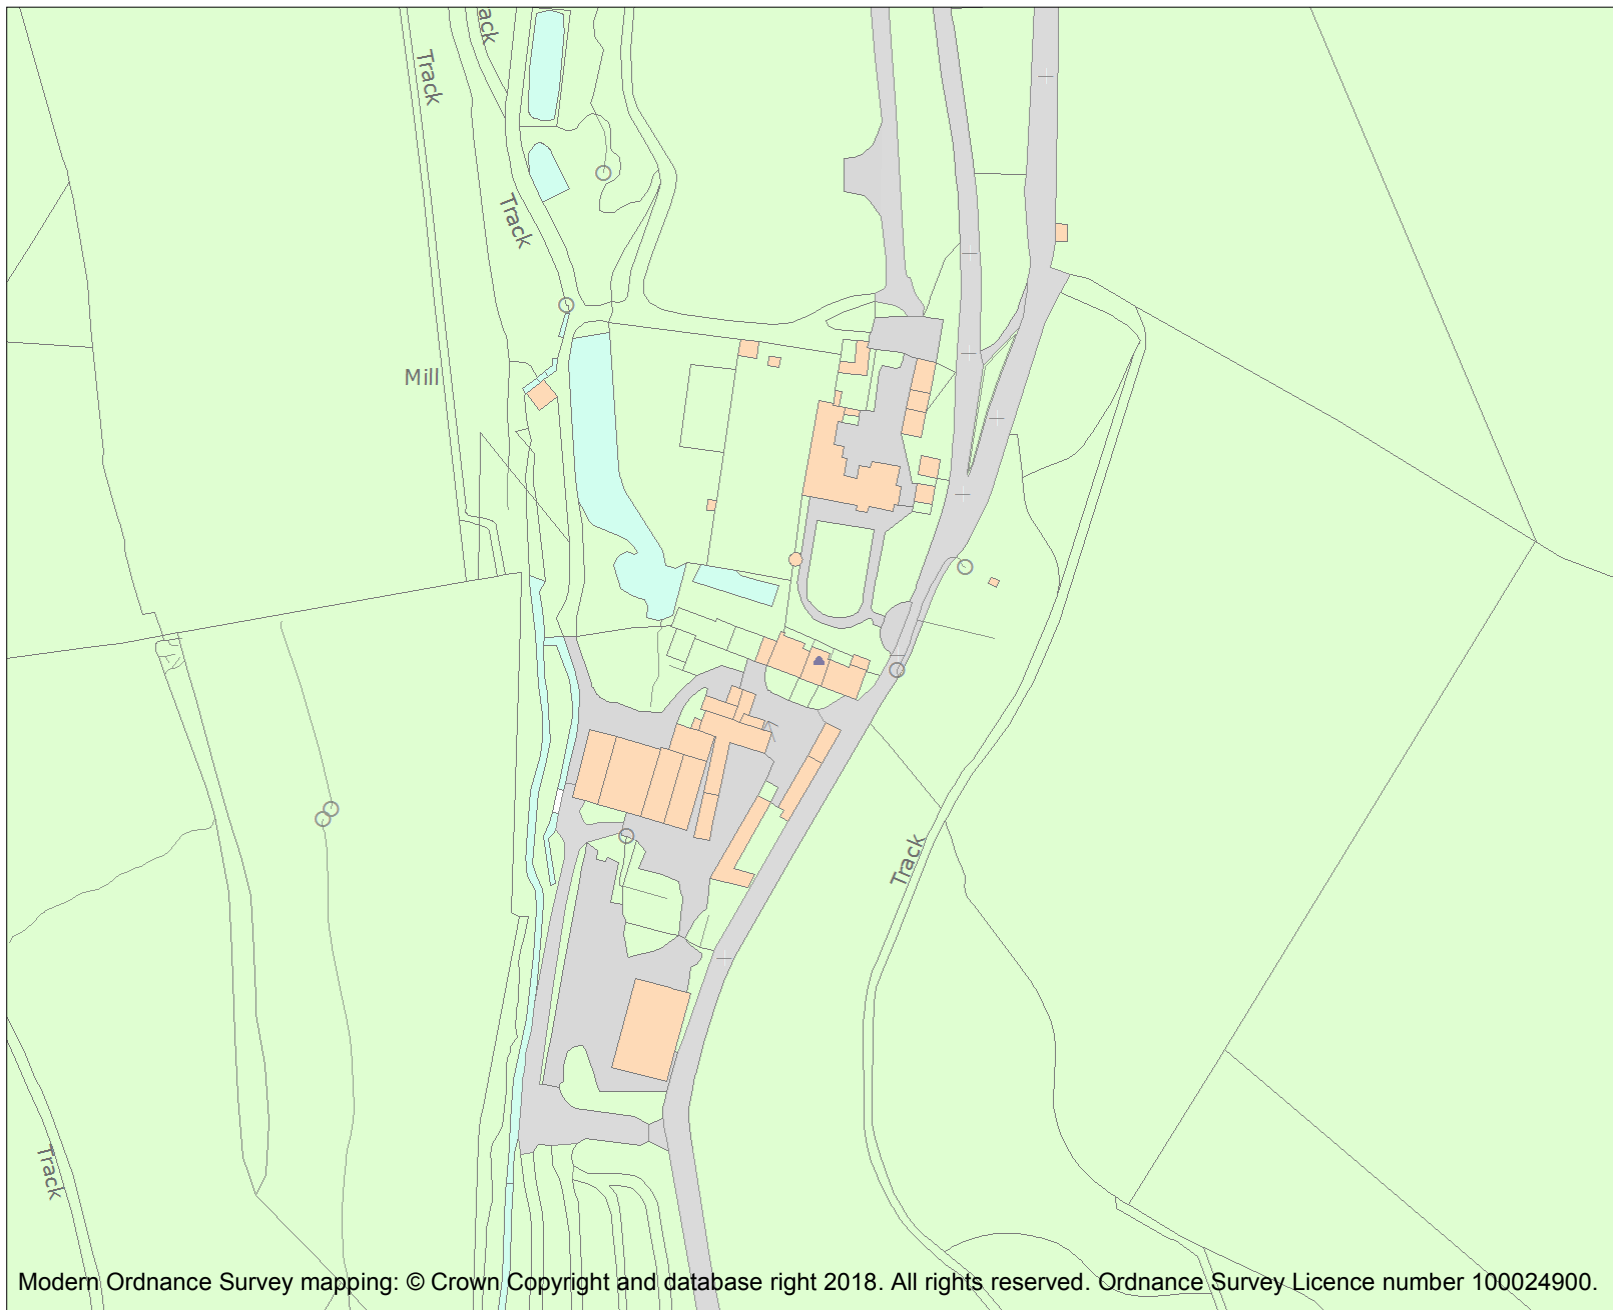 ack
Track
Track
Mill
Track
Track
Modern Ordnance Survey mapping: © Crown Copyright and database right 2018. All rights reserved. Ordnance Survey Licence number 100024900.